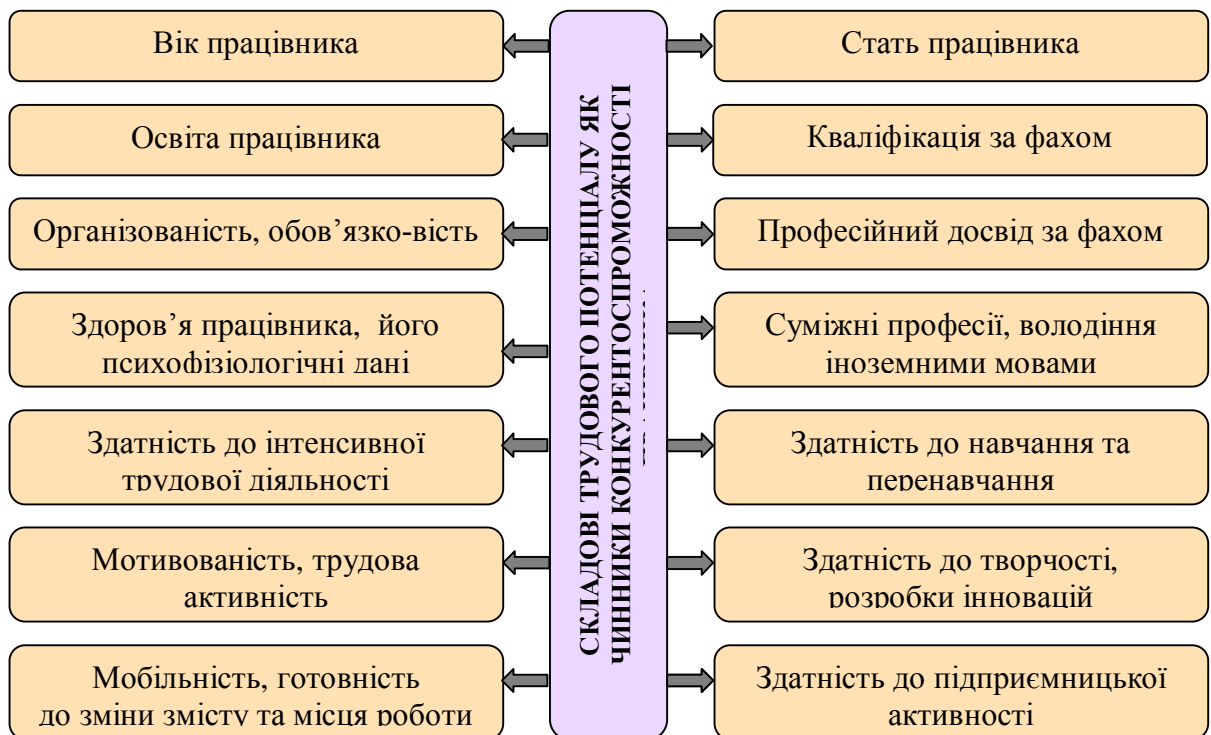 Вік працівника
Стать працівника
Освіта працівника
Кваліфікація за фахом
Організованість, обов’язко-вість
Професійний досвід за фахом
Здоров’я працівника, його
психофізіологічні дані
Суміжні професії, володіння
іноземними мовами
Здатність до інтенсивної
трудової діяльності
Здатність до навчання та
перенавчання
Мотивованість, трудова
активність
Здатність до творчості,
розробки інновацій
Мобільність, готовність
до зміни змісту та місця роботи
Здатність до підприємницької
активності
СКЛАДОВІ ТРУДОВОГО ПОТЕНЦІАЛУ ЯК
ЧИННИКИ КОНКУРЕНТОСПРОМОЖНОСТІ